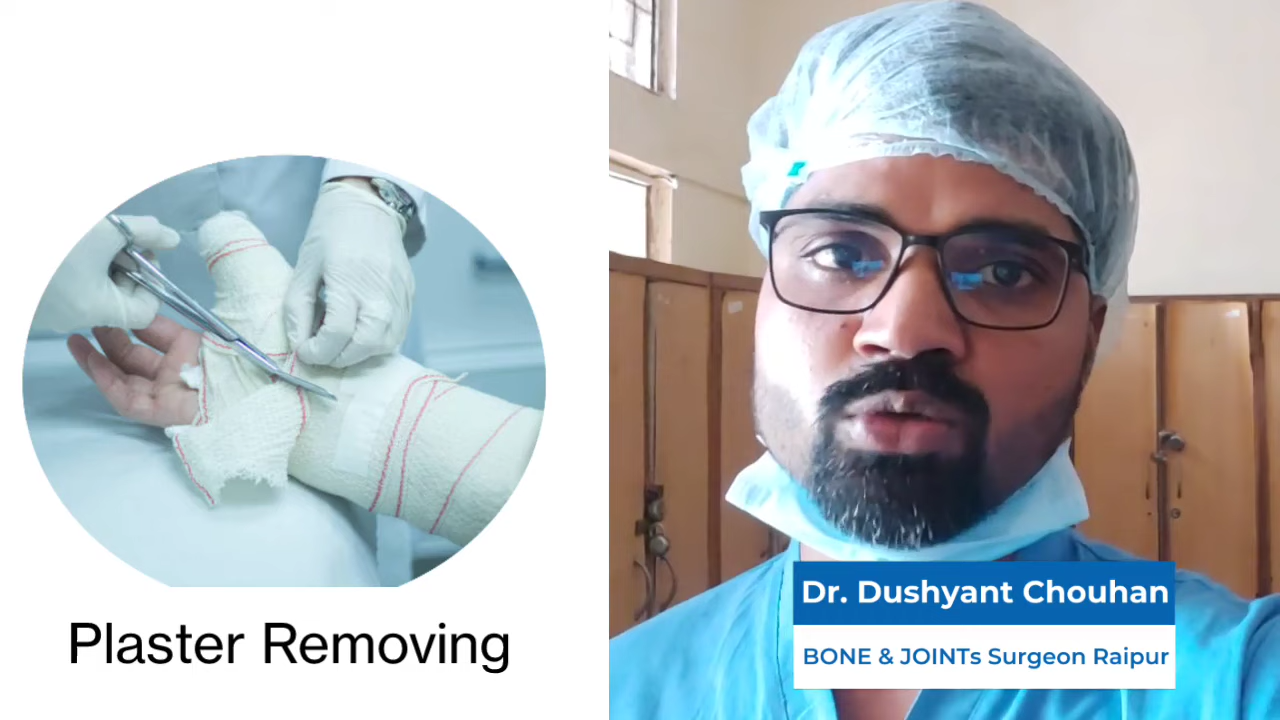 Plaster Removing
Dr. Dushyant Chouhan
BONE & JOINTs Surgeon Raipur